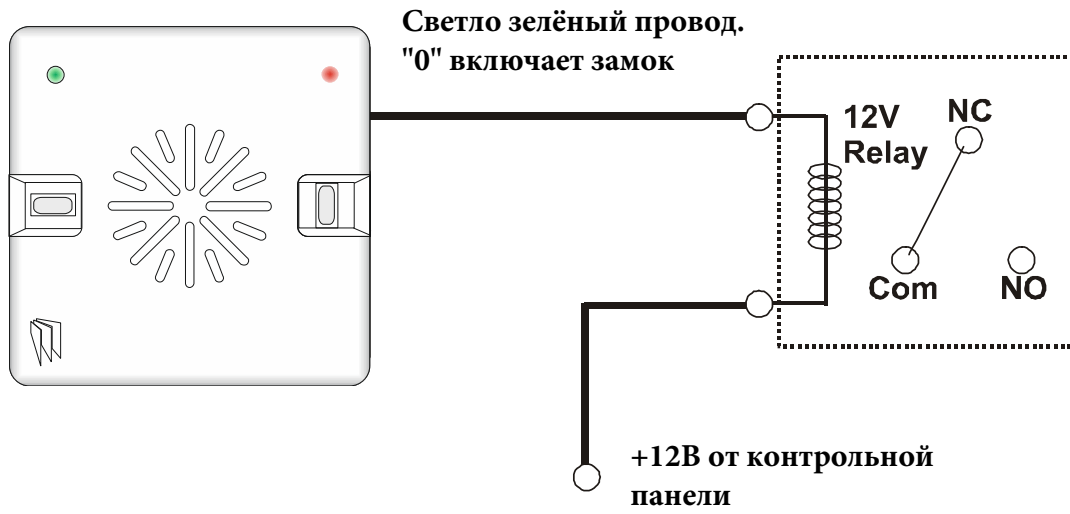 Светло зелёный провод.
"0" включает замок
12V
Relay
NC
Com
NO
+12В от контрольной
панели